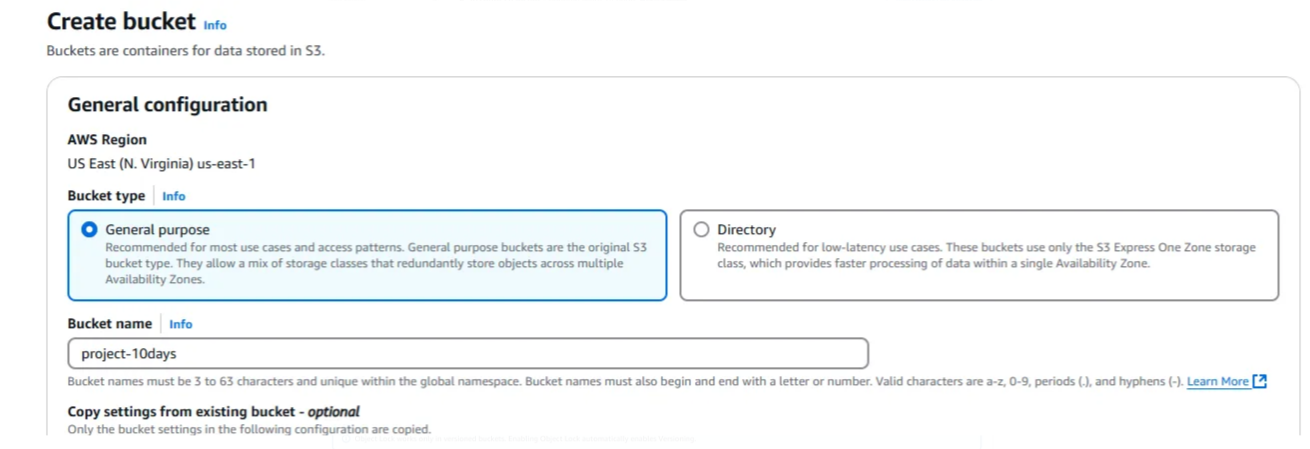 Create bucket Info
Buckets are containers for data stored in S3.
General configuration
AWS Region
US East (N. Virginia) us-east-1
Bucket type Info
General purpose
Recommended for most use cases and access patterns. General purpose buckets are the original S3
bucket type. They allow a mix of storage classes that redundantly store objects across multiple
Availability Zones.
Directory
Recommended for low-latency use cases. These buckets use only the S3 Express One Zone storage
class, which provides faster processing of data within a single Availability Zone.
Bucket name Info
project-10days
Bucket names must be 3 to 63 characters and unique within the global namespace. Bucket names must also begin and end with a letter or number. Valid characters are a-z, 0-9, periods (.), and hyphens (-). Learn More
Copy settings from existing bucket - optional
Only the bucket settings in the following configuration are copied.